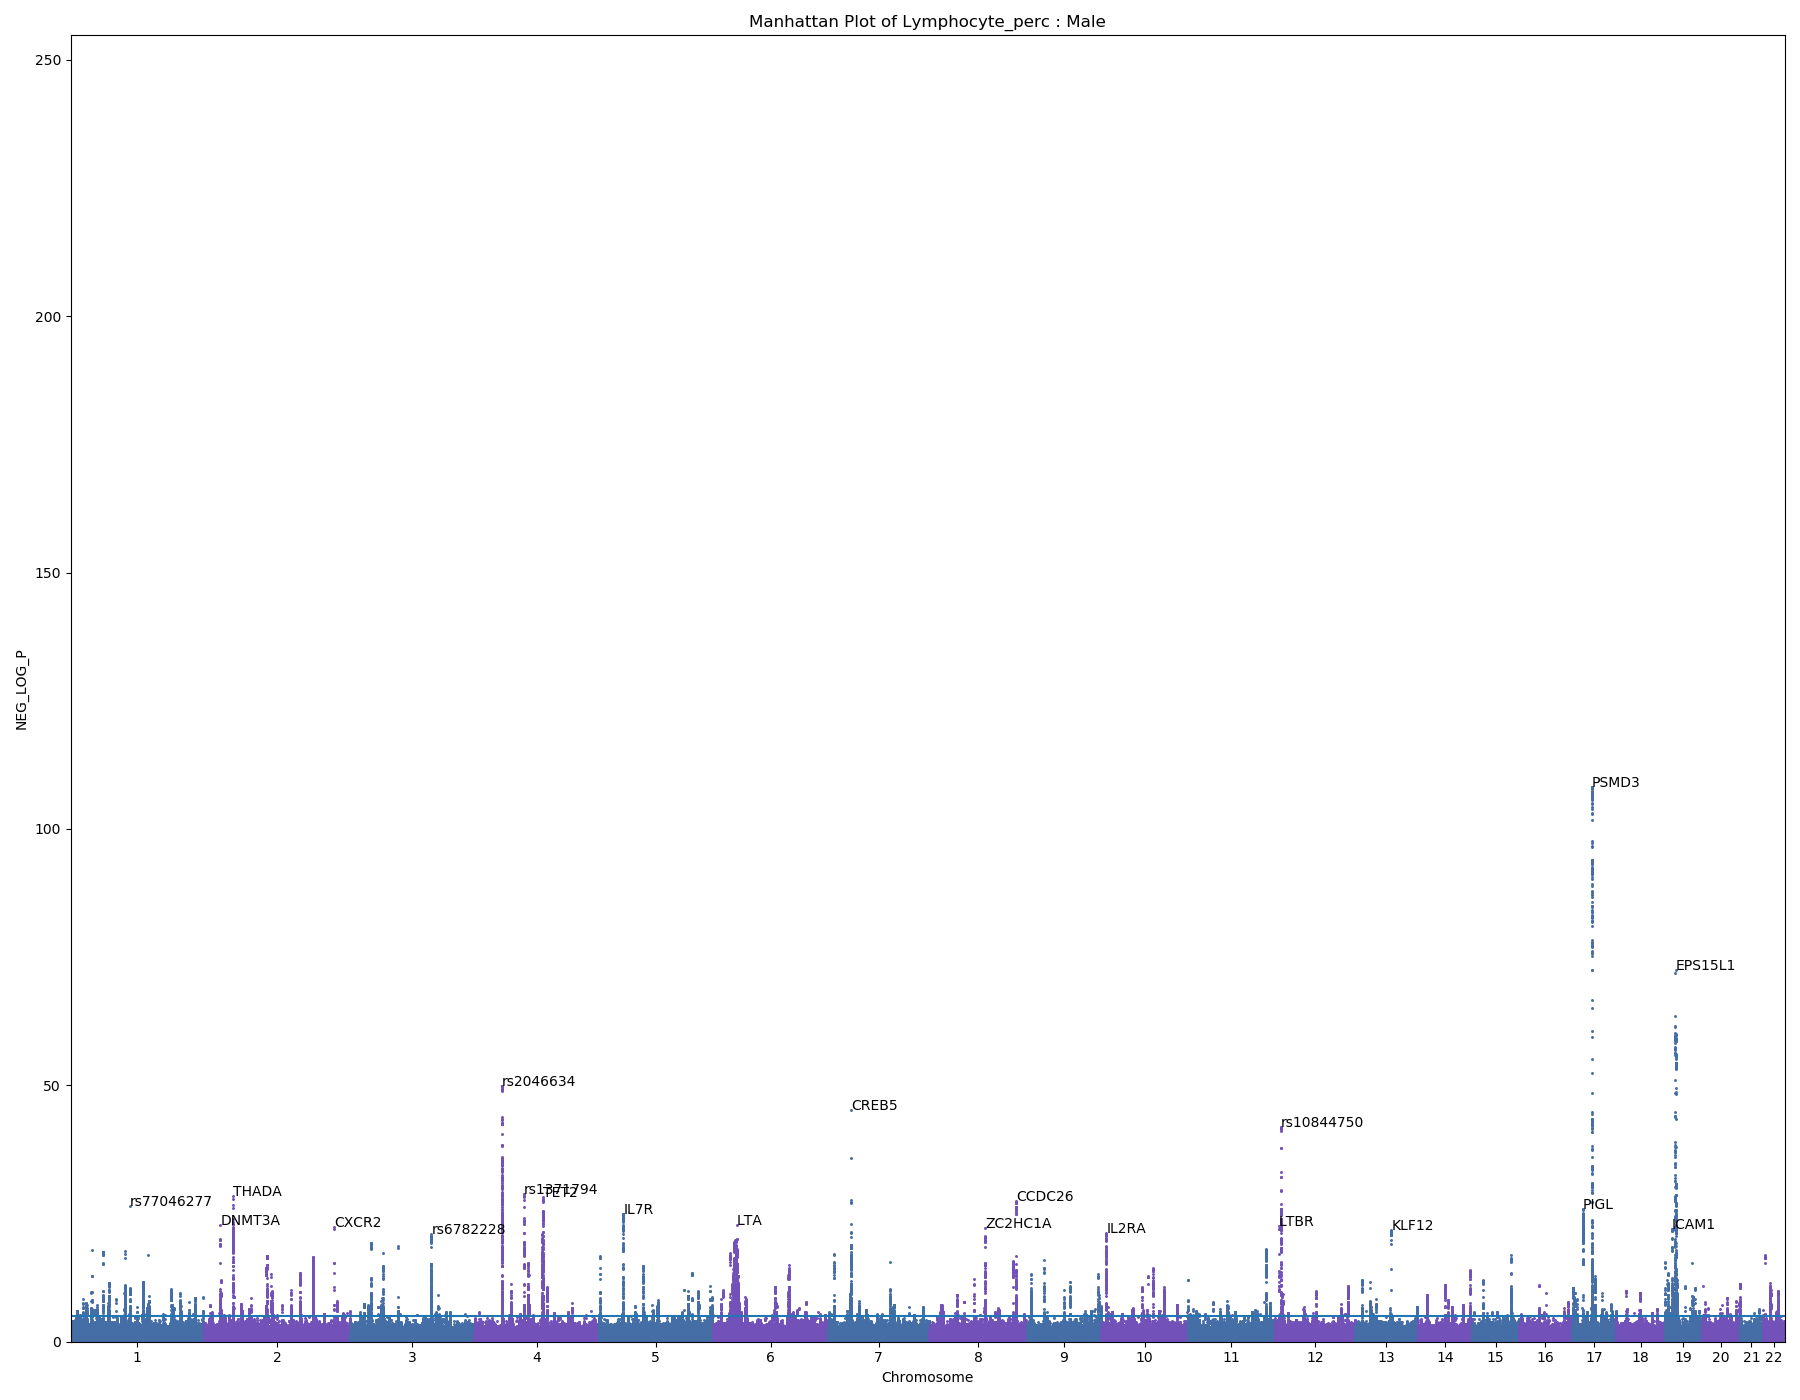 Manhattan Plot of Lymphocyte_perc : Male
250
200
150
100
50
0
NEG_LOG_P
PSMD3
EPS15L1
rs2046634
CREB5
rs10844750
rs77046277
THADA
rs1371794
TET2
CCDC26
DNMT3A
CXCR2
rs6782228
IL7R
LTA
ZC2HC1A
IL2RA
LTBR
KLF12
PIGL
ICAM1
1 2 3 4 5 6 7 8 9 10 11 12 13 14 15 16 17 18 19 20 21 22
Chromosome